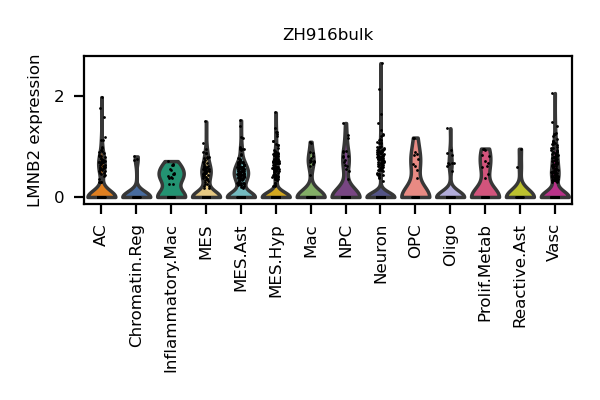 ZH916bulk
LMNB2 expression
2
0
AC
Chromatin.Reg
Inflammatory.Mac
MES
MES.Ast
MES.Hyp
Mac
NPC
Neuron
OPC
Oligo
Prolif.Metab
Reactive.Ast
Vasc